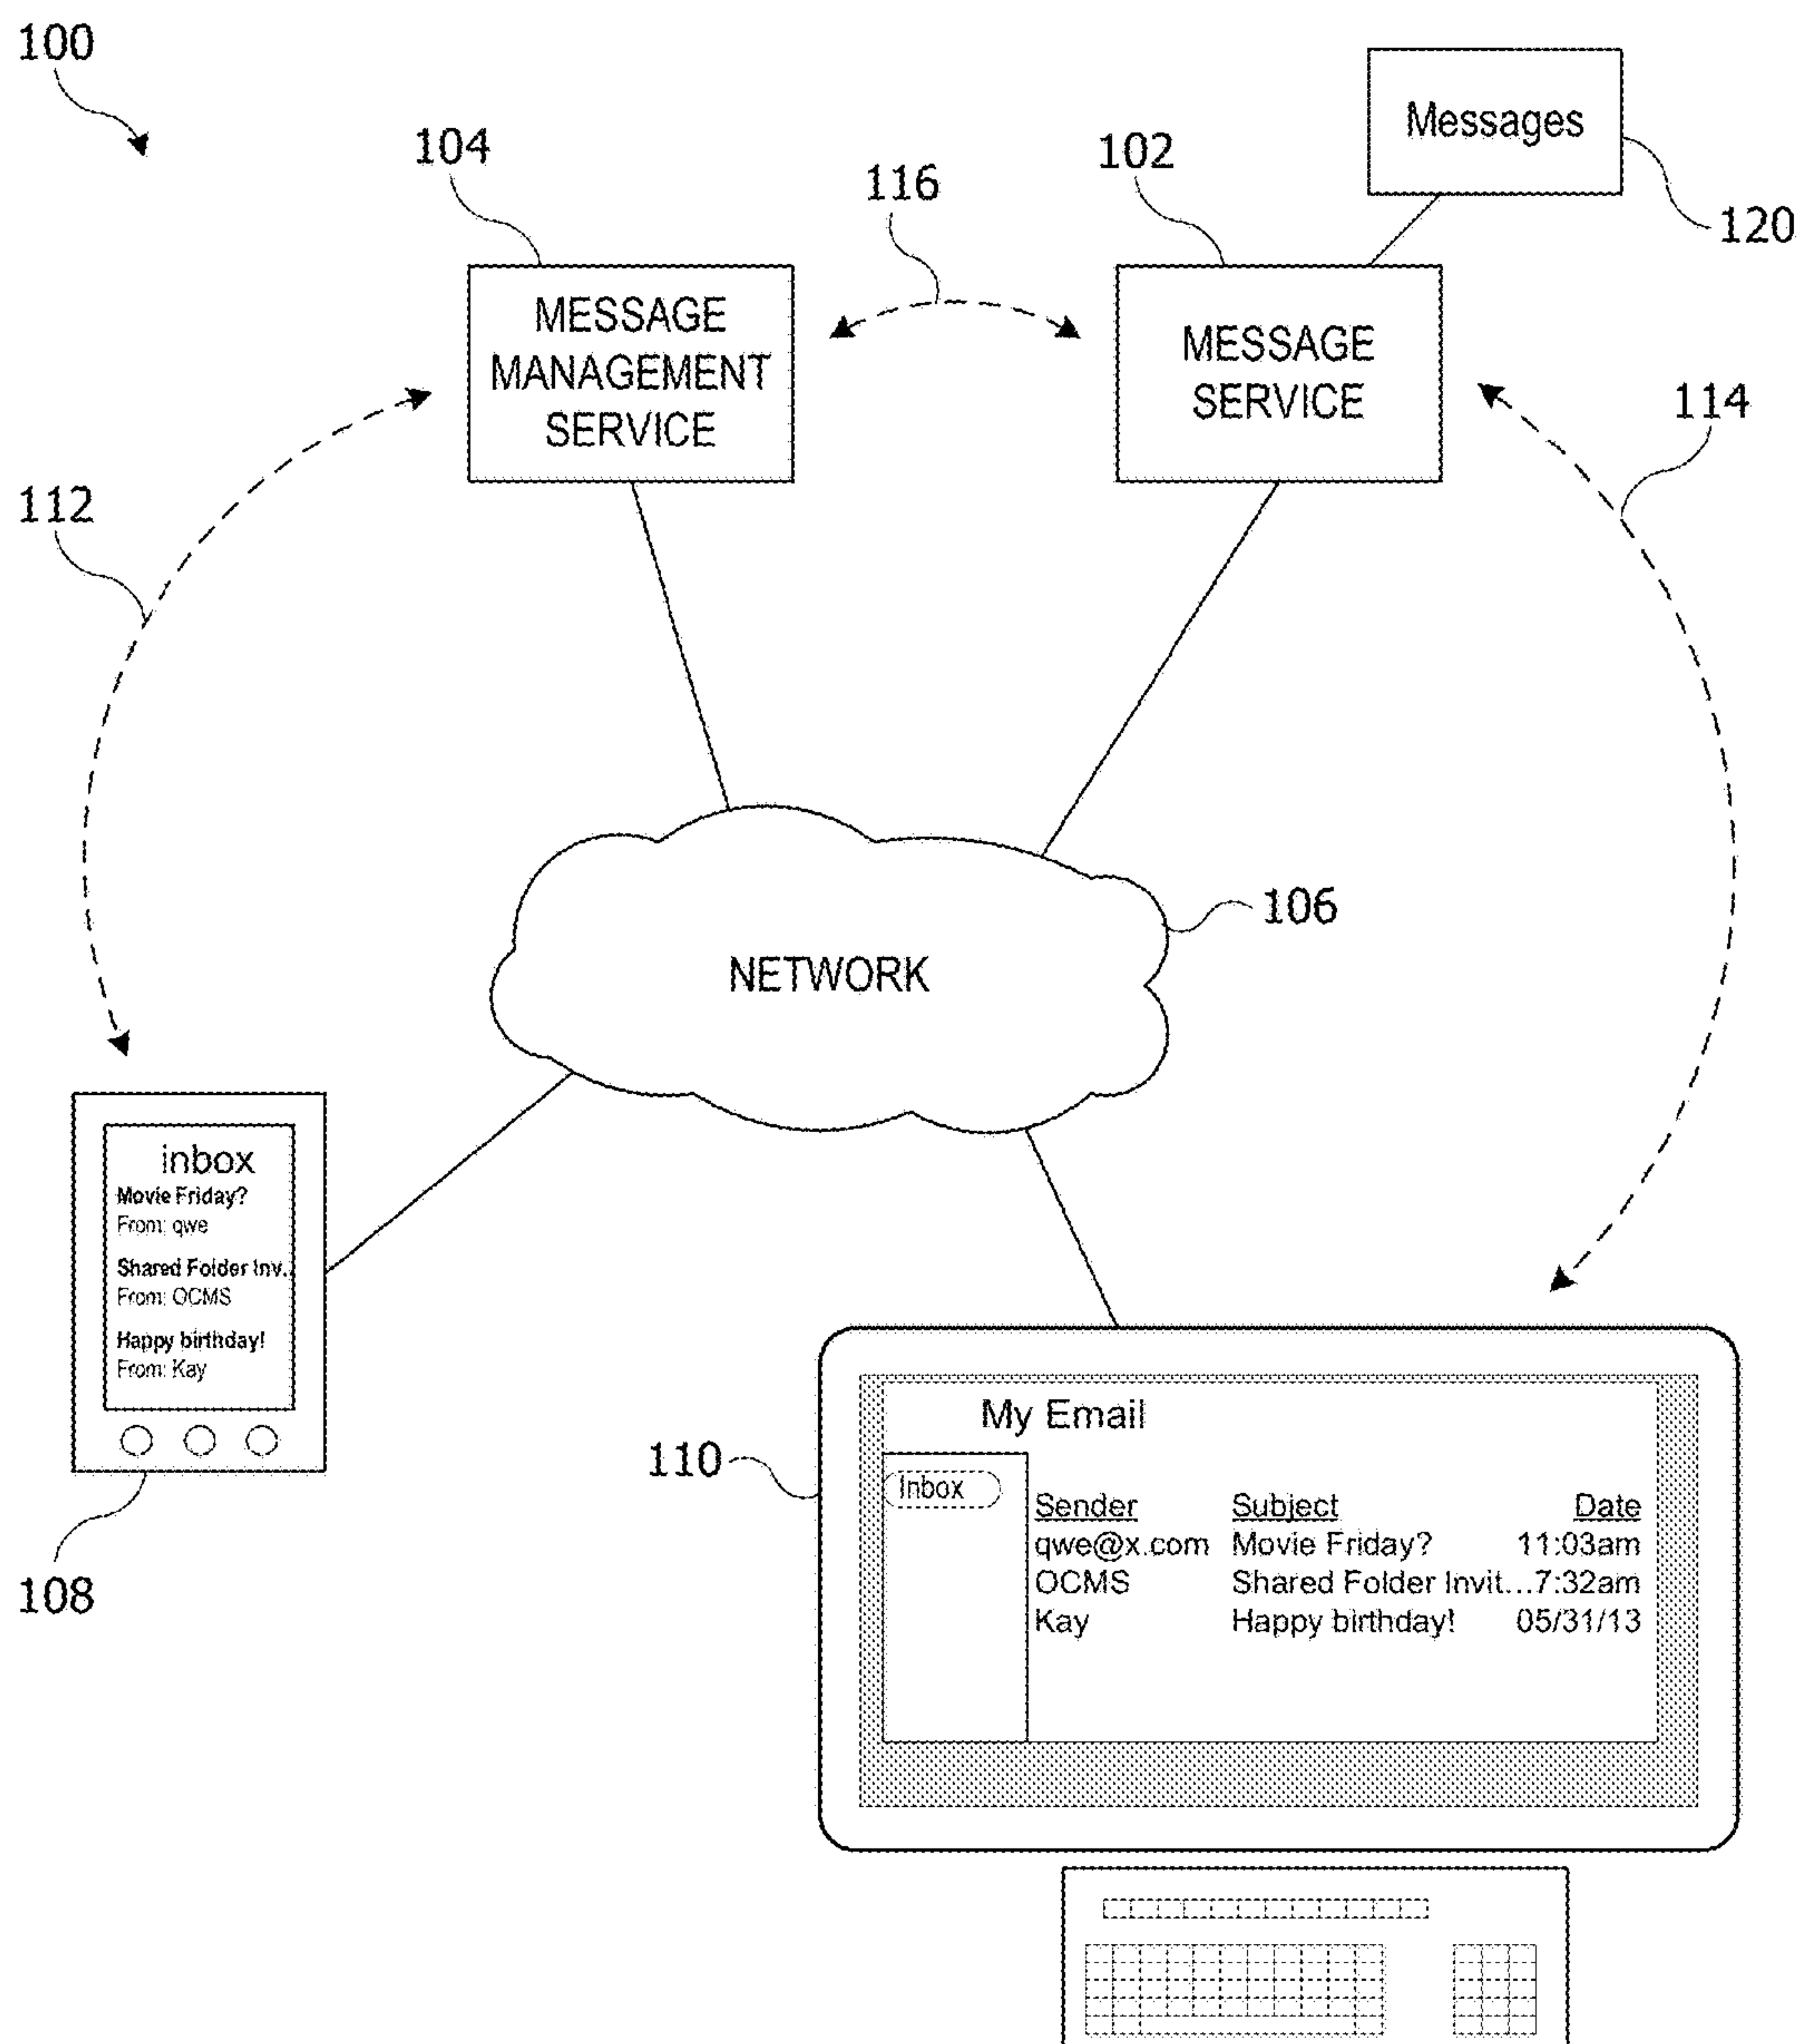 100
Messages
104
116
102
120
MESSAGE
MANAGEMENT
SERVICE
MESSAGE
SERVICE
114
112
106
NETWORK
inbox
Movie Friday?
From: qwe
Shared Folder Inv..
From: OCMS
Happy birthday!
From: Kay
108
110
My Email
Inbox
Sender Subject Date
qwe@x.com Movie Friday? 11:03am
OCMS Shared Folder Invit...7:32am
Kay Happy birthday! 05/31/13